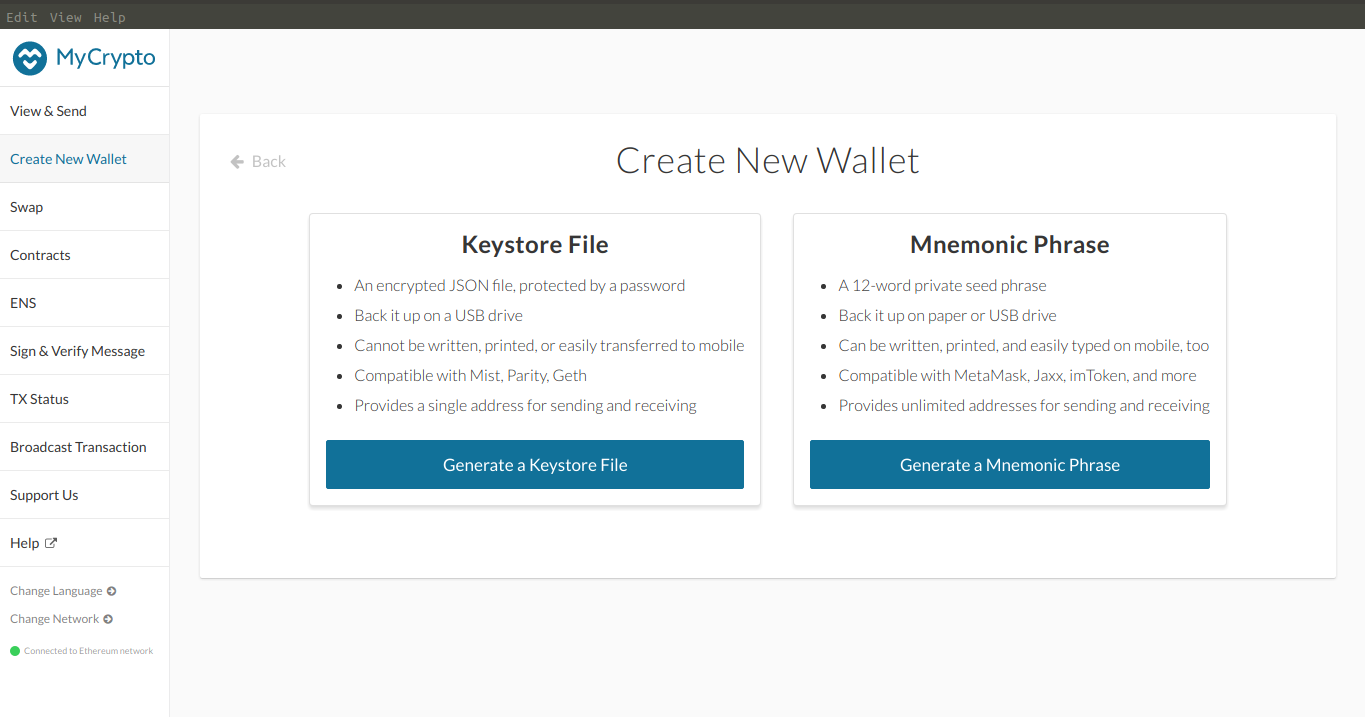 Edit View Help
MyCrypto
View & Send
Create New Wallet
Swap
Contracts
ENS
Sign & Verify Message
TX Status
Broadcast Transaction
Support Us
Help
Change Language
Change Network
Connected to Ethereum network
Back
Create New Wallet
Keystore File
An encrypted JSON file, protected by a password
Back it up on a USB drive
Cannot be written, printed, or easily transferred to mobile
Compatible with Mist, Parity, Geth
Provides a single address for sending and receiving
Generate a Keystore File
Mnemonic Phrase
A 12-word private seed phrase
Back it up on paper or USB drive
Can be written, printed, and easily typed on mobile, too
Compatible with MetaMask, Jaxx, imToken, and more
Provides unlimited addresses for sending and receiving
Generate a Mnemonic Phrase